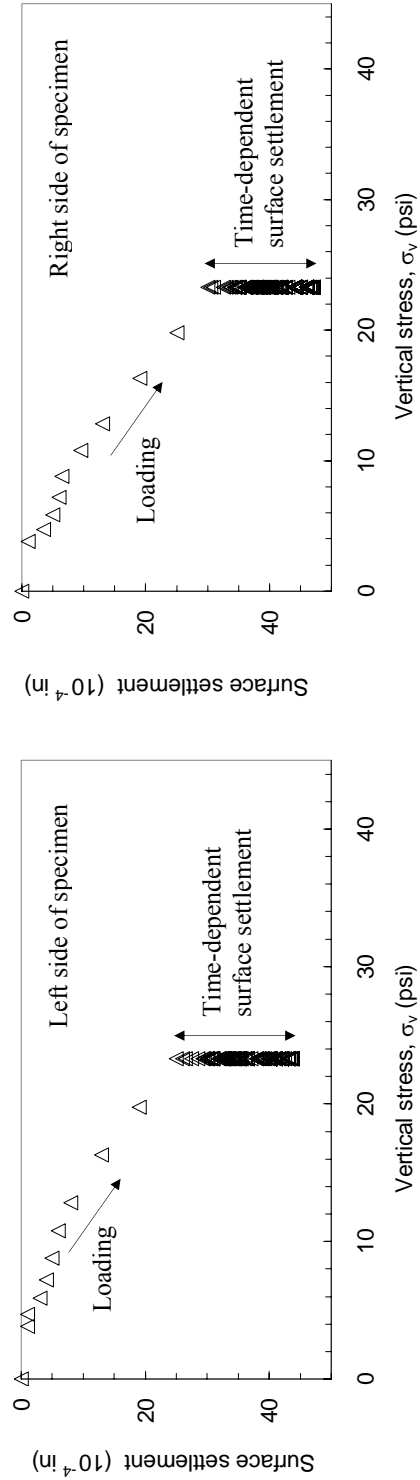 Left side of specimen
Loading
Time-dependent
surface settlement
0
20
40
Surface settlement (10⁻⁴ in)
0
10
20
30
40
Vertical stress, σᵥ (psi)
Right side of specimen
Loading
Time-dependent
surface settlement
0
20
40
Surface settlement (10⁻⁴ in)
0
10
20
30
40
Vertical stress, σᵥ (psi)